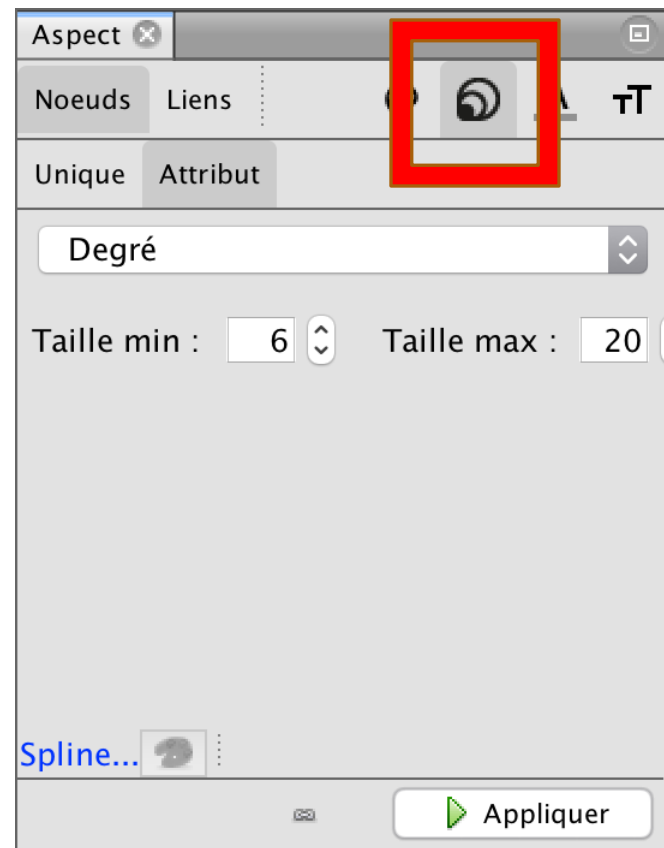 Aspect
Noeuds Liens
Unique Attribut
Degré
Taille min : 6 Taille max : 20
Spline...
Appliquer